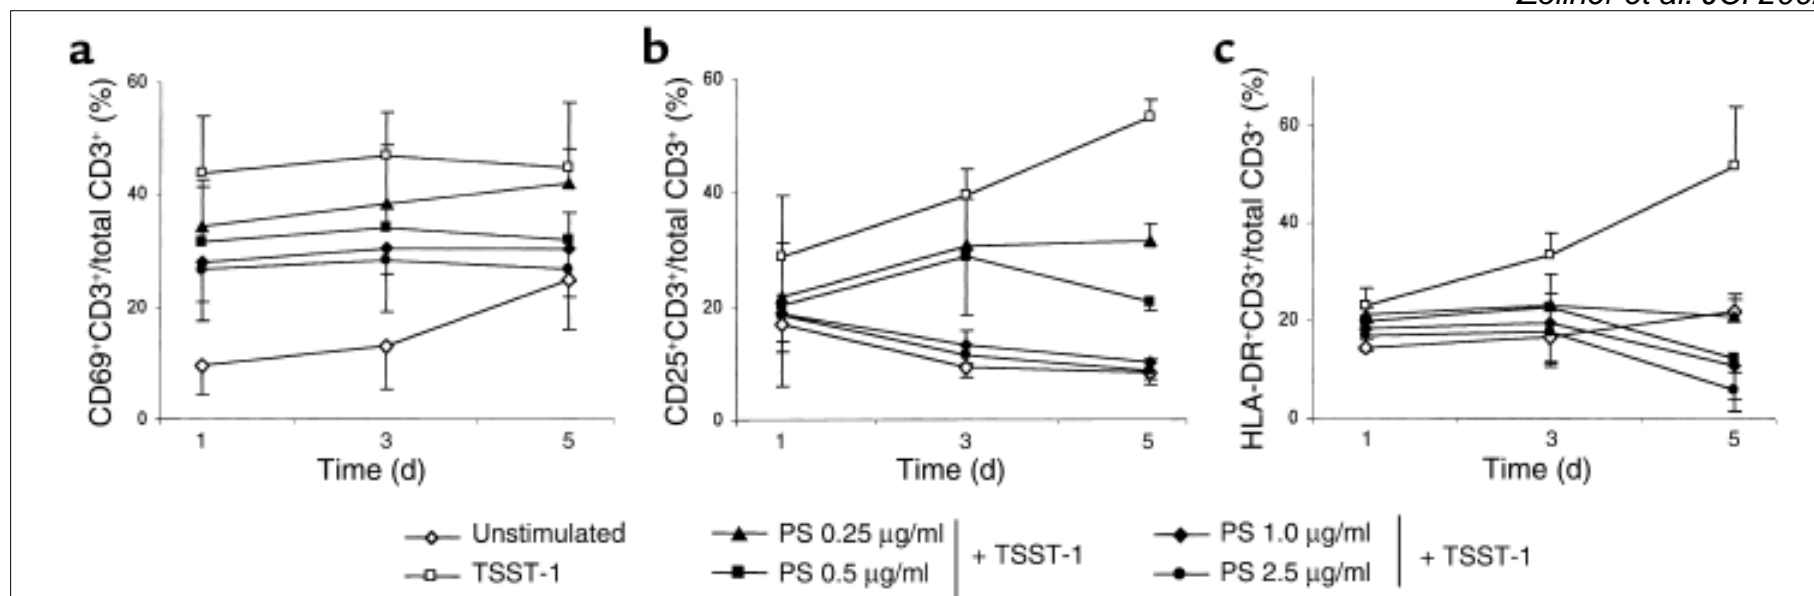 a
CD69⁺CD3⁺/total CD3⁺ (%)
60
40
20
0
1 3 5
Time (d)
b
CD25⁺CD3⁺/total CD3⁺ (%)
60
40
20
0
1 3 5
Time (d)
c
HLA-DR⁺CD3⁺/total CD3⁺ (%)
60
40
20
0
1 3 5
Time (d)
Unstimulated
TSST-1
PS 0.25 µg/ml
PS 0.5 µg/ml
+ TSST-1
PS 1.0 µg/ml
PS 2.5 µg/ml
+ TSST-1